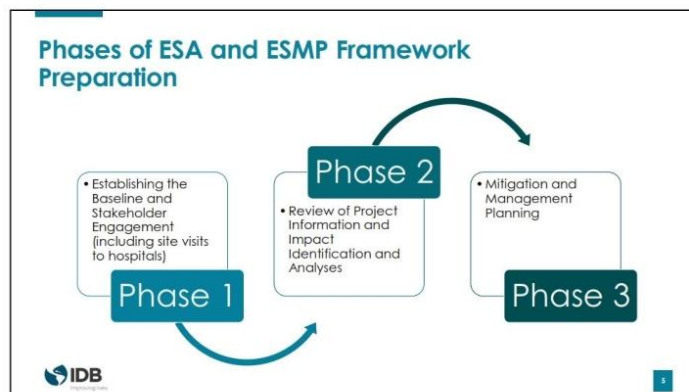 Phases of ESA and ESMP Framework
Preparation
• Establishing the
Baseline and
Stakeholder
Engagement
(including site visits
to hospitals)
Phase 1
Phase 2
• Review of Project
Information and
Impact
Identification and
Analyses
• Mitigation and
Management
Planning
Phase 3
IDB
Improving lives
5